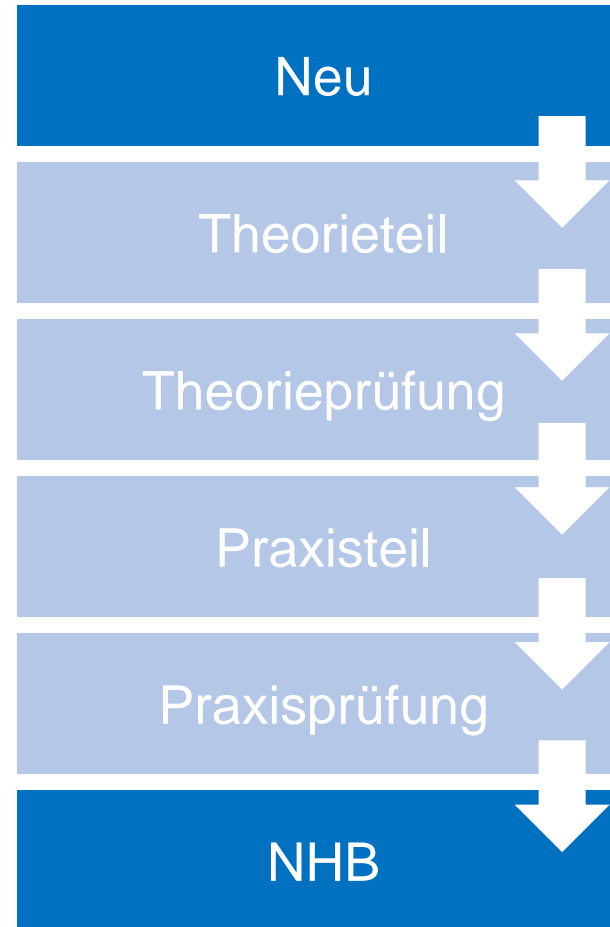 Neu
Theorieteil
Theorieprüfung
Praxisteil
Praxisprüfung
NHB